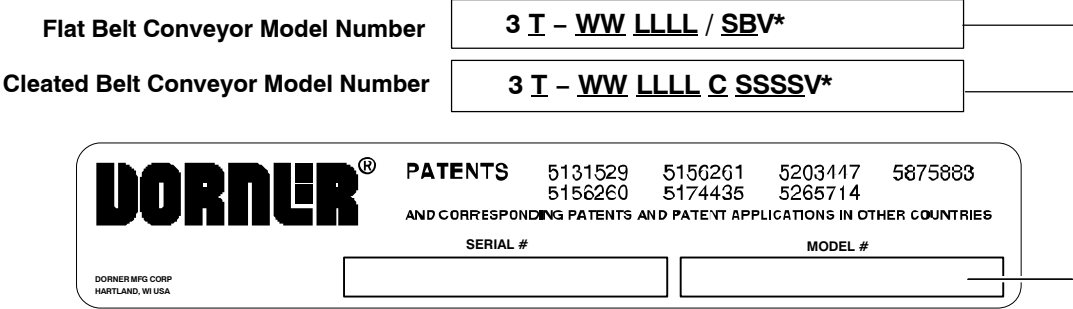 Flat Belt Conveyor Model Number 3 T – WW LLLL / SBV*
Cleated Belt Conveyor Model Number 3 T – WW LLLL C SSSSV*
DORNER® PATENTS 5131529 5156261 5203447 5875883
5156260 5174435 5265714
AND CORRESPONDING PATENTS AND PATENT APPLICATIONS IN OTHER COUNTRIES
SERIAL # MODEL #
DORNER MFG CORP
HARTLAND, WI USA